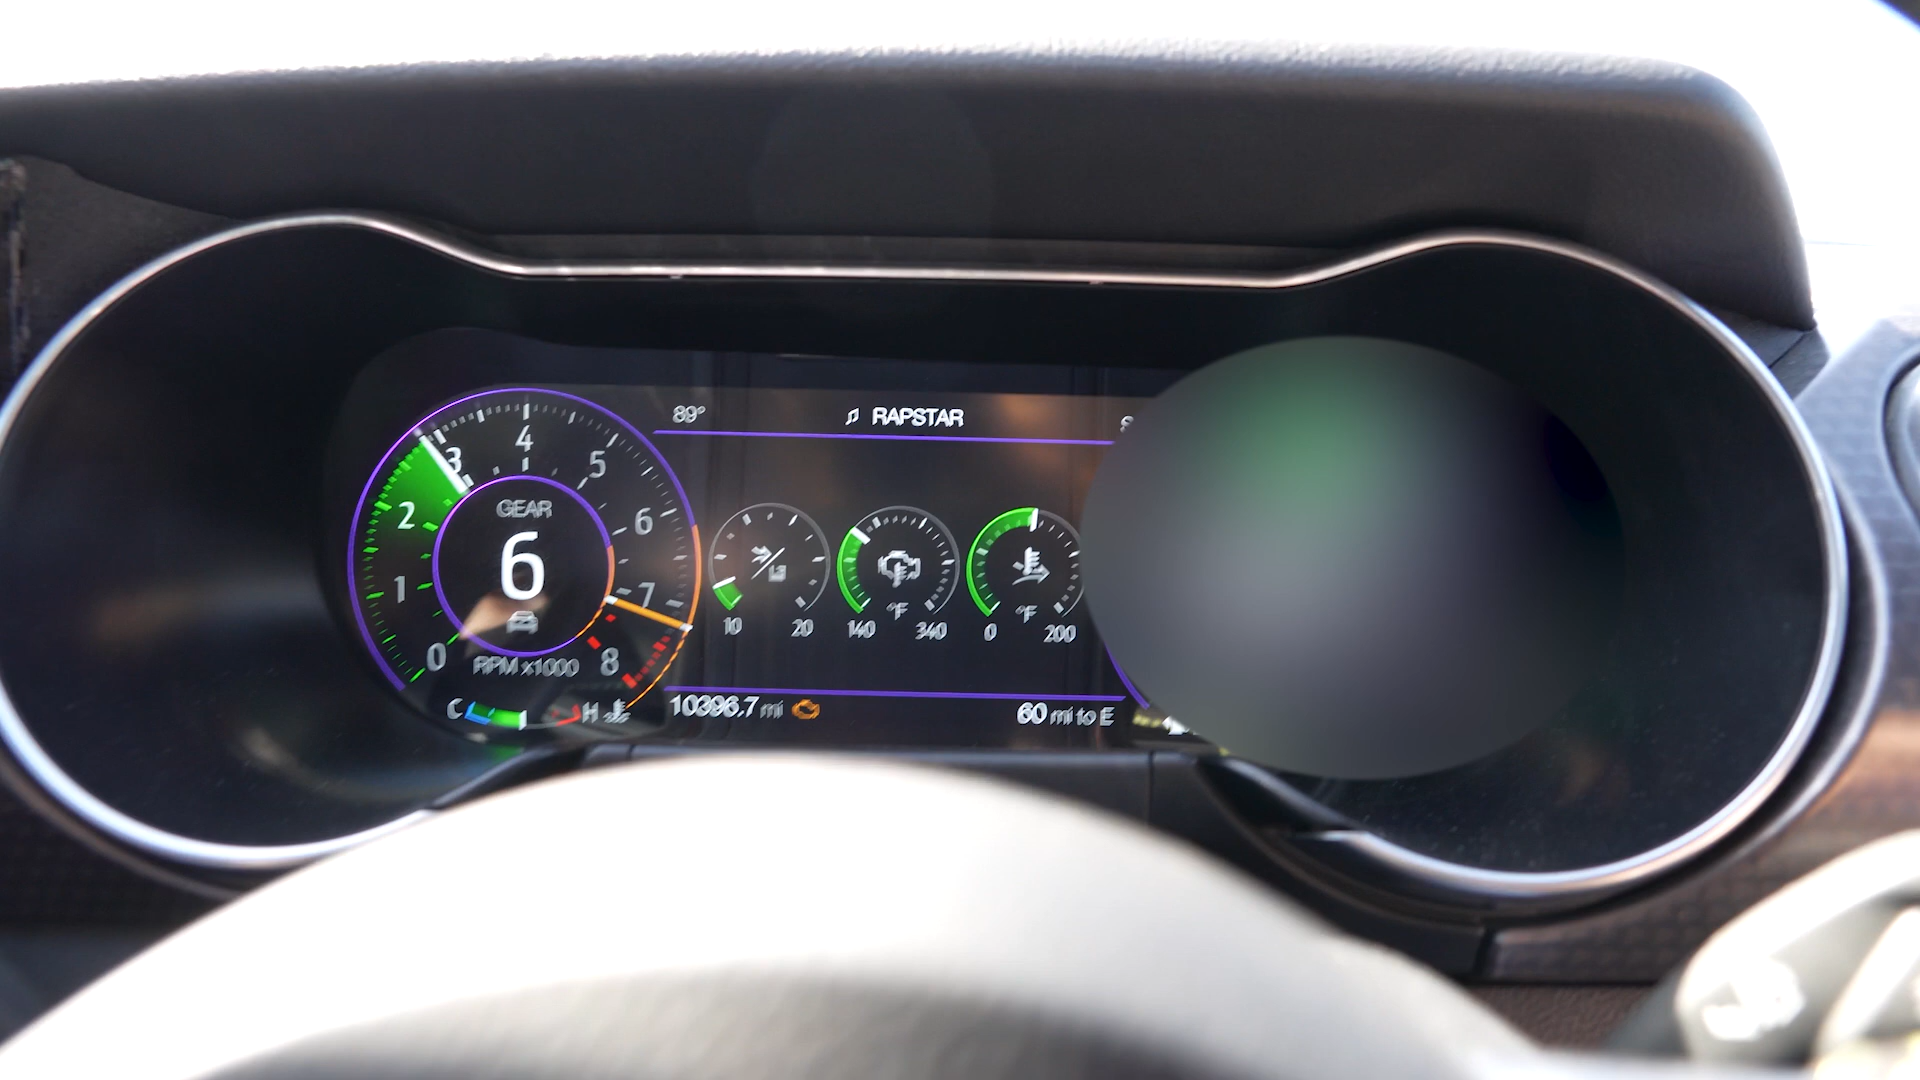 89° ♫ RAPSTAR
0 1 2 3 4 5 6 7 8
GEAR
6
RPM x1000
C H
10 20
140 °F 340
0 °F 200
10396.7 mi 60 mi to E